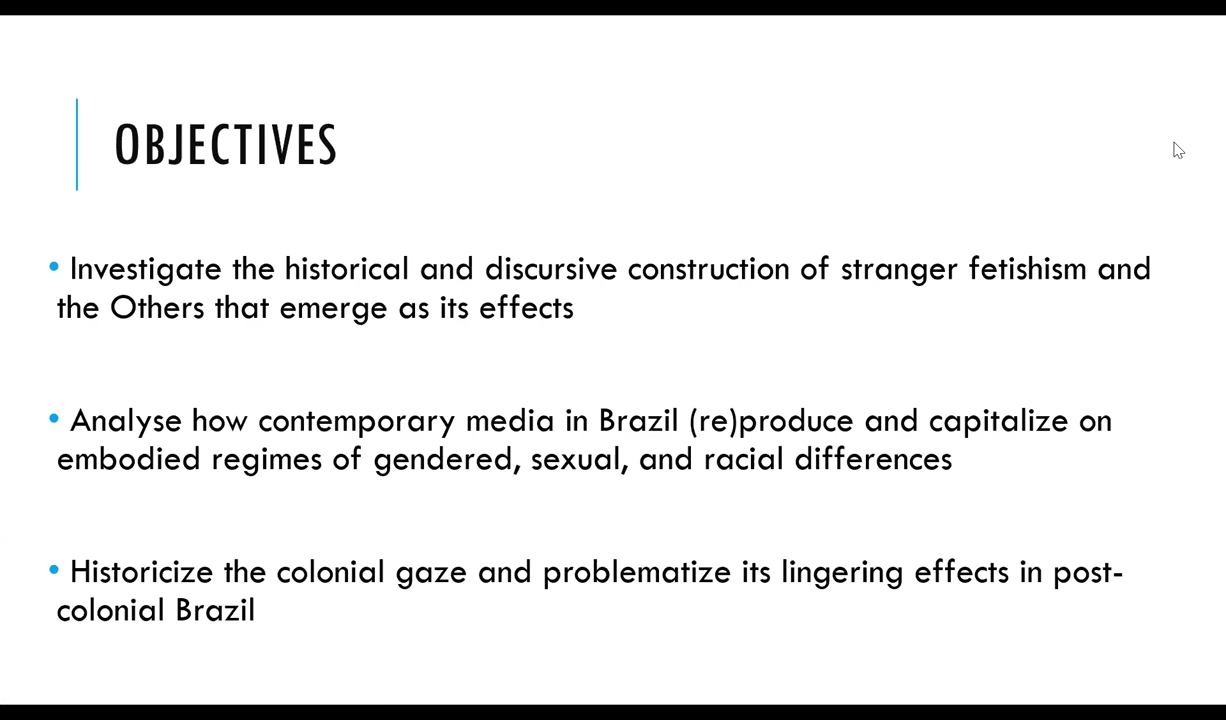 OBJECTIVES
• Investigate the historical and discursive construction of stranger fetishism and
the Others that emerge as its effects
• Analyse how contemporary media in Brazil (re)produce and capitalize on
embodied regimes of gendered, sexual, and racial differences
• Historicize the colonial gaze and problematize its lingering effects in post-
colonial Brazil